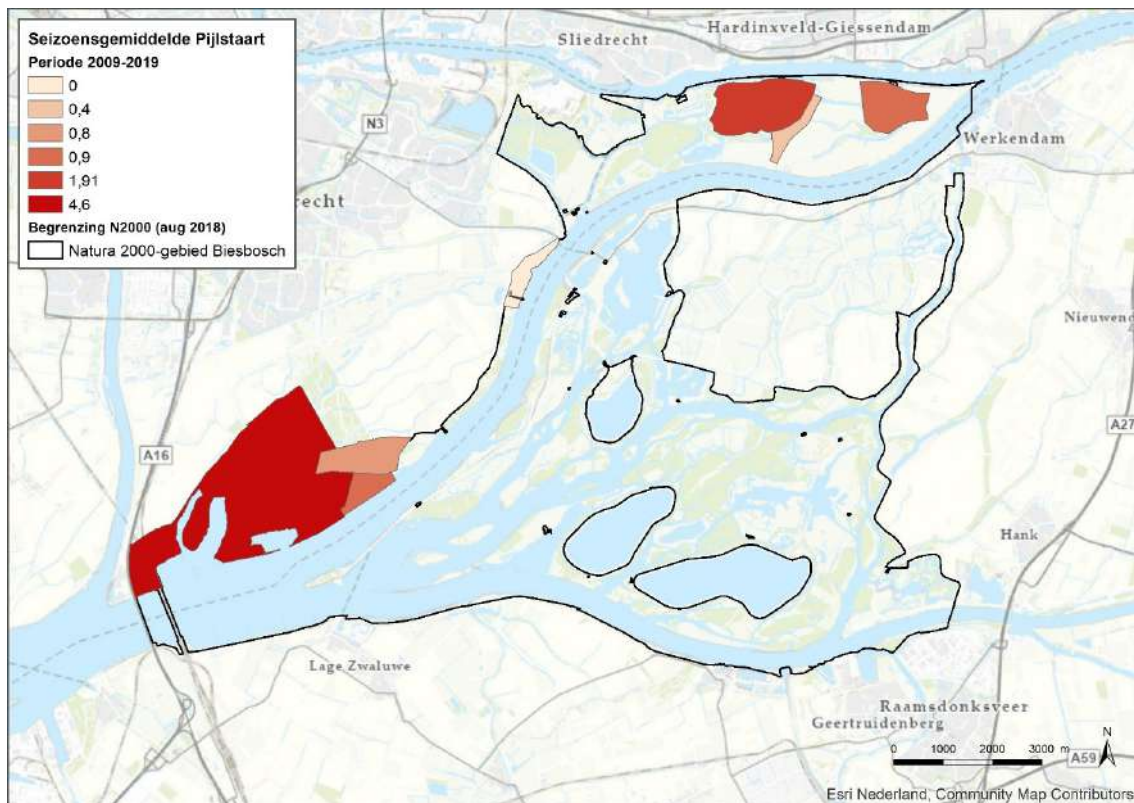 Seizoensgemiddelde Pijlstaart
Periode 2009-2019
0
0,4
0,8
0,9
1,91
4,6
Begrenzing N2000 (aug 2018)
Natura 2000-gebied Biesbosch
Hardinxveld-Giessendam
Sliedrecht
N3
Werkendam
recht
Nieuwend
A16
A27
Hank
Lage Zwaluwe
Raamsdonksveer
Geertruidenberg
N
0 1000 2000 3000 m
A59
Esri Nederland, Community Map Contributors